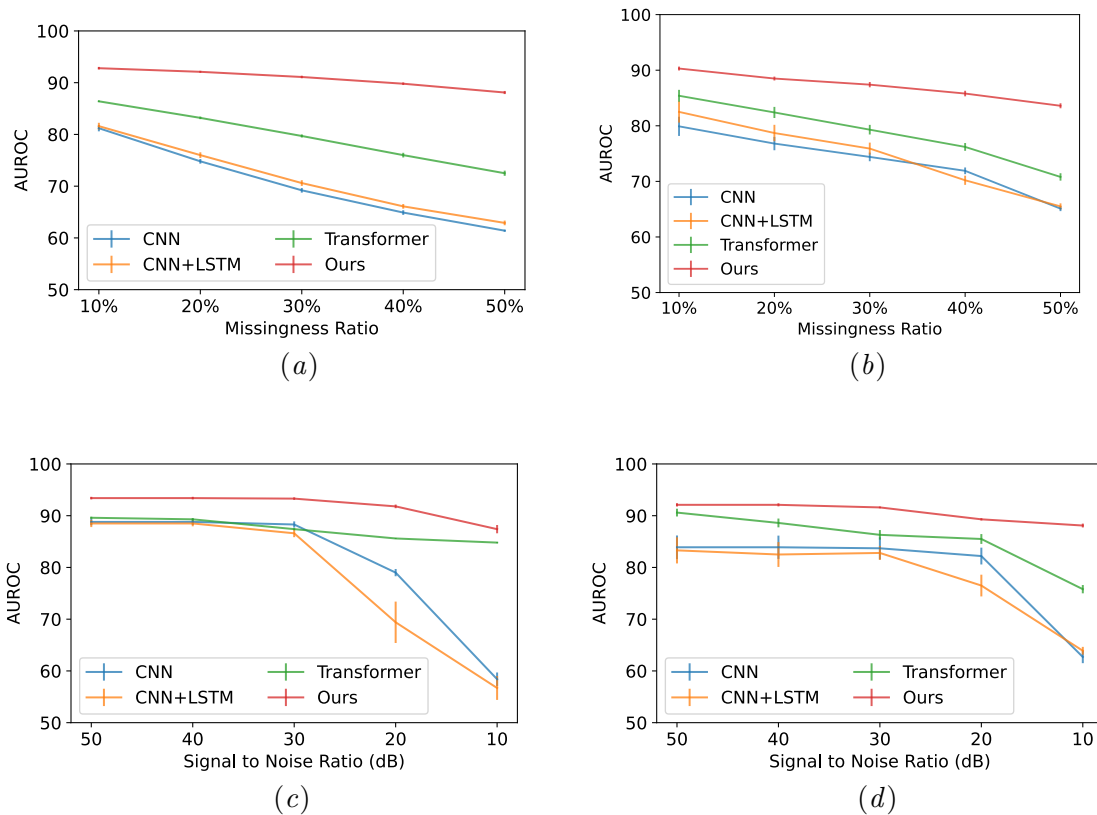 100
90
80
70
60
50
AUROC
CNN
CNN+LSTM
Transformer
Ours
10% 20% 30% 40% 50%
Missingness Ratio
(a)
100
90
80
70
60
50
AUROC
CNN
CNN+LSTM
Transformer
Ours
10% 20% 30% 40% 50%
Missingness Ratio
(b)
100
90
80
70
60
50
AUROC
CNN
CNN+LSTM
Transformer
Ours
50 40 30 20 10
Signal to Noise Ratio (dB)
(c)
100
90
80
70
60
50
AUROC
CNN
CNN+LSTM
Transformer
Ours
50 40 30 20 10
Signal to Noise Ratio (dB)
(d)